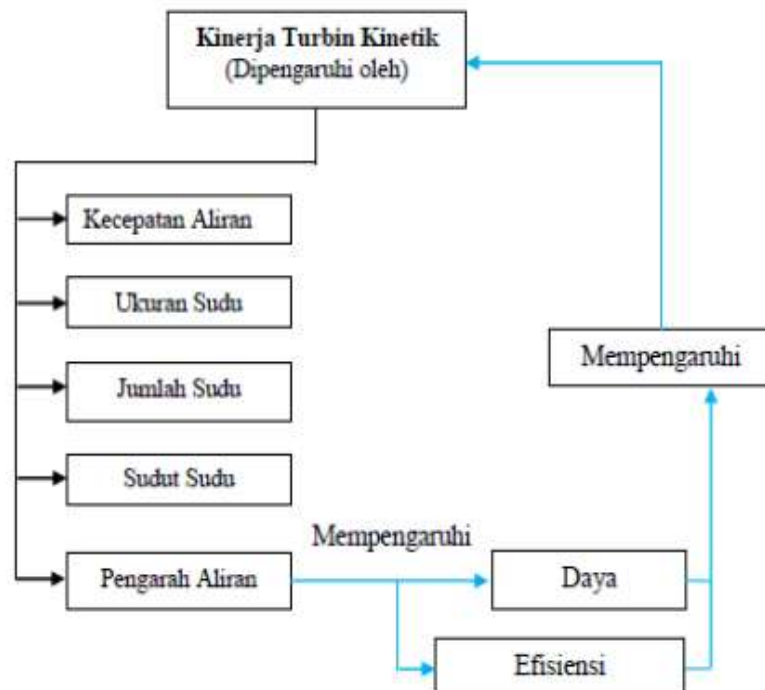 Kinerja Turbin Kinetik
(Dipengaruhi oleh)
Kecepatan Aliran
Ukuran Sudu
Jumlah Sudu
Sudut Sudu
Pengarah Aliran
Mempengaruhi
Daya
Efisiensi
Mempengaruhi